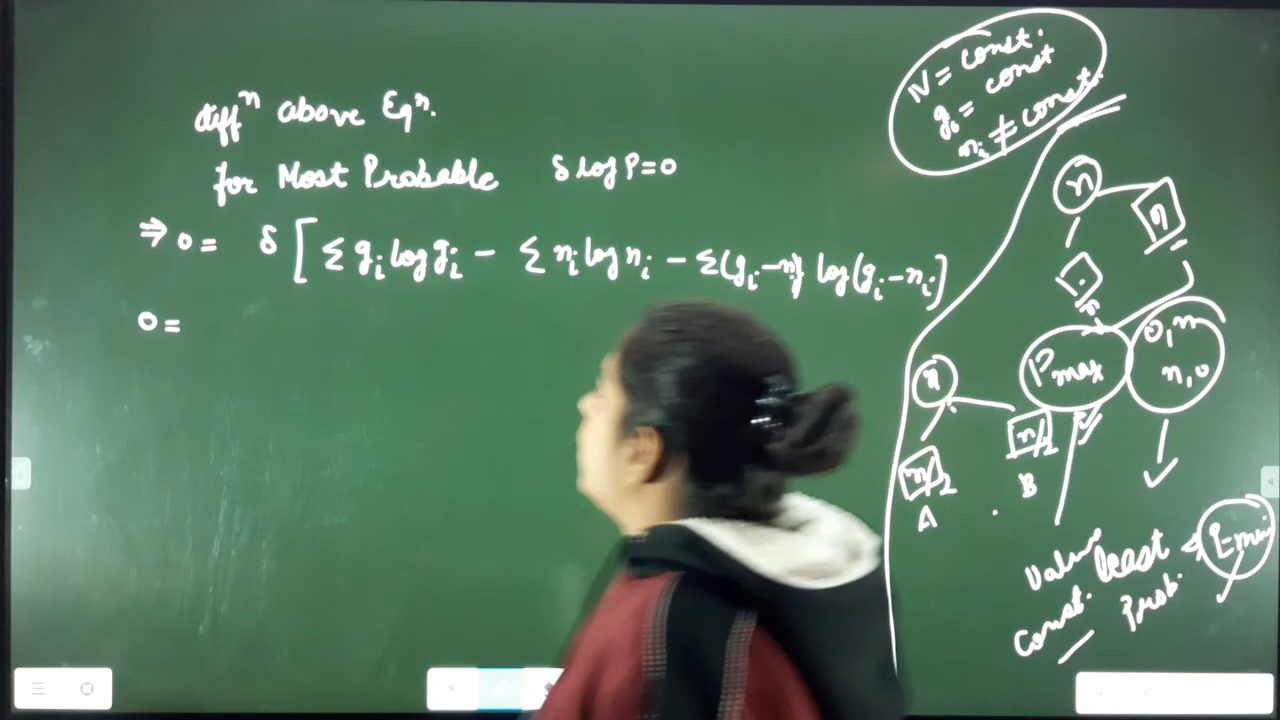 diffⁿ above Eqⁿ.
for Most Probable δ log P = 0
⇒ 0 = δ [ Σ gᵢ log gᵢ - Σ nᵢ log nᵢ - Σ(gᵢ-nᵢ) log(gᵢ-nᵢ) ]
0 =
N = const.
gᵢ = const
nᵢ ≠ const.
n
n
Pmax
0, n
n, 0
n
n/2
n/2
A
B
Value
Const.
least
Prob.